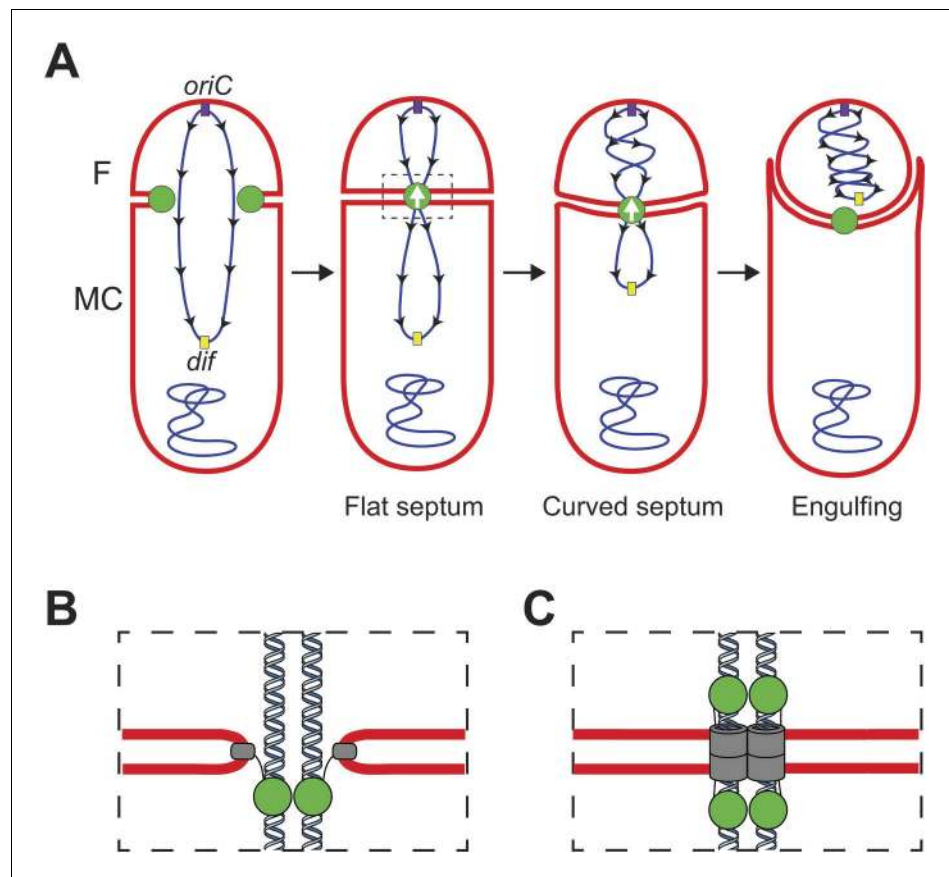 A
oriC
F
MC
dif
Flat septum
Curved septum
Engulfing
B
C